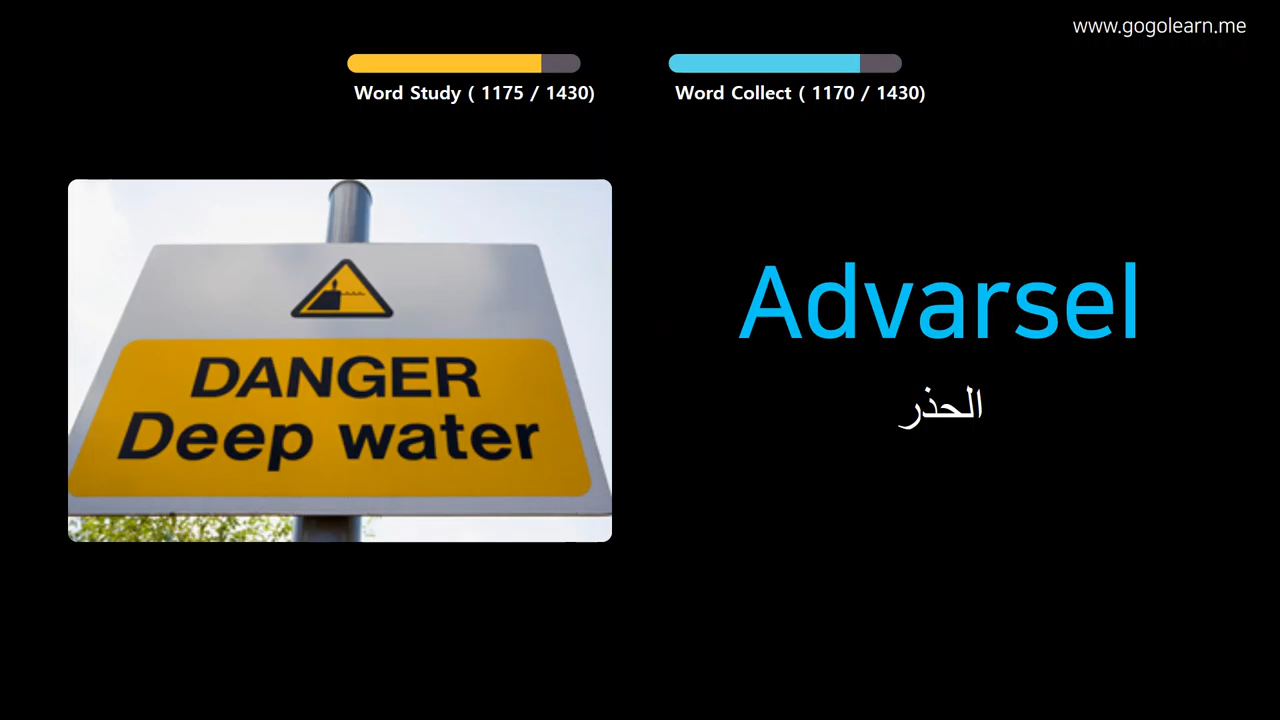 www.gogolearn.me
Word Study ( 1175 / 1430)
Word Collect ( 1170 / 1430)
DANGER
Deep water
Advarsel
الحذر